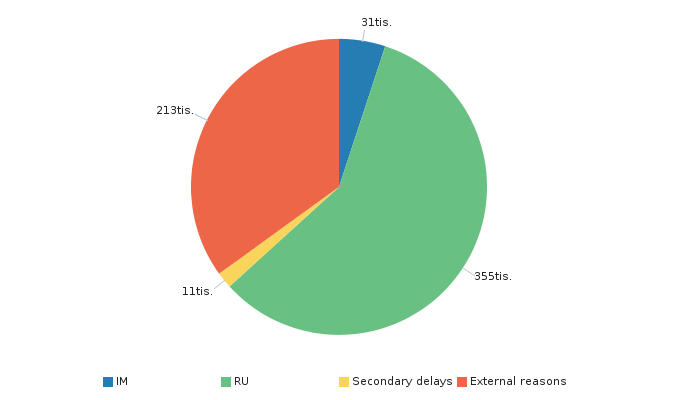 31tis.
213tis.
355tis.
11tis.
IM
RU
Secondary delays
External reasons